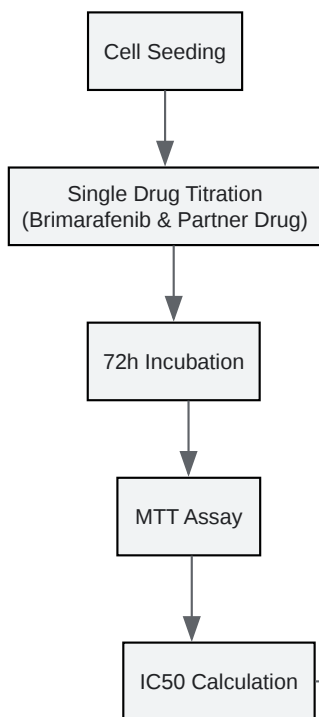 Cell Seeding
Single Drug Titration
(Brimarafenib & Partner Drug)
72h Incubation
MTT Assay
IC50 Calculation